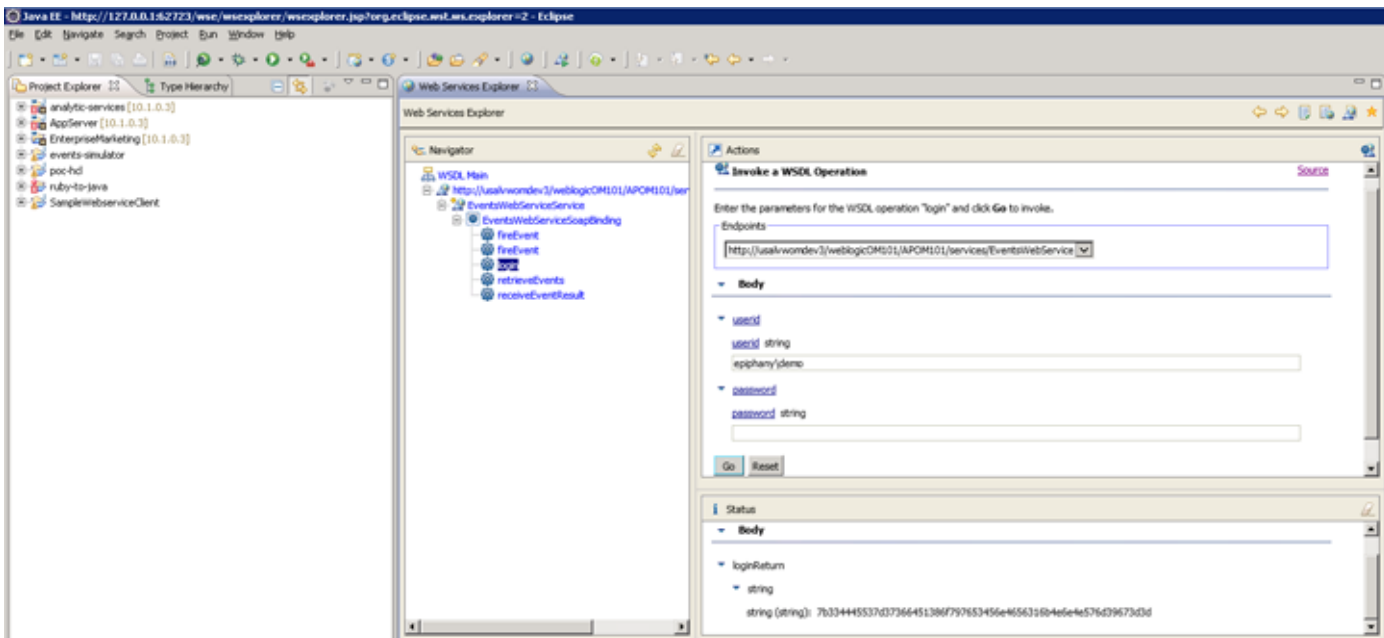 Java EE - http://127.0.0.1:62723/wse/wsexplorer/wsexplorer.jsp?org.eclipse.wst.ws.explorer=2 - Eclipse
File Edit Navigate Search Project Run Window Help
Project Explorer
Type Hierarchy
analytic-services [10.1.0.3]
AppServer [10.1.0.3]
EnterpriseMarketing [10.1.0.3]
events-simulator
poc-hcl
ruby-to-java
SampleWebserviceClient
Web Services Explorer
Web Services Explorer
Navigator
WSDL Main
http://usalvwomdev3/weblogicOM101/APOM101/ser
EventsWebServiceService
EventsWebServiceSoapBinding
fireEvent
fireEvent
login
retrieveEvents
receiveEventResult
Actions
Invoke a WSDL Operation
Source
Enter the parameters for the WSDL operation "login" and click Go to invoke.
Endpoints
http://usalvwomdev3/weblogicOM101/APOM101/services/EventsWebService
Body
userid
userid string
epiphany\demo
password
password string
Go Reset
Status
Body
loginReturn
string
string (string):